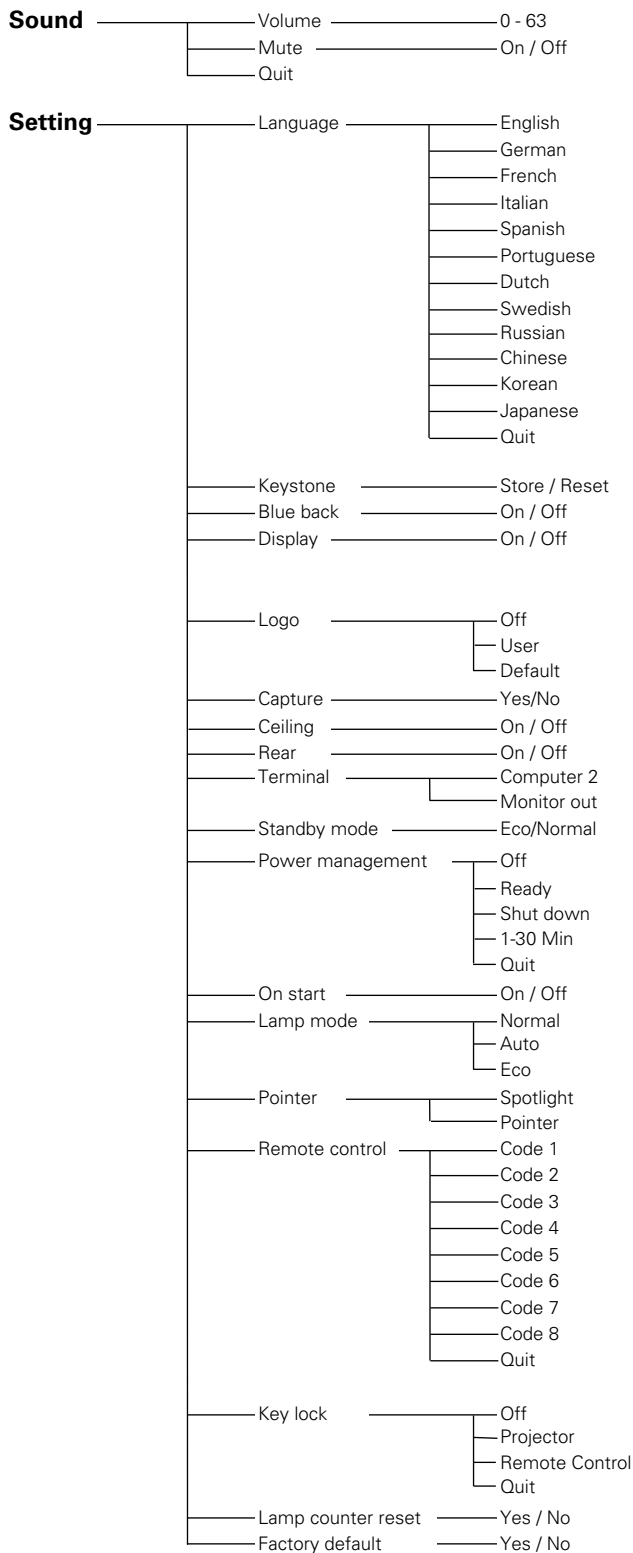 Sound Volume 0 - 63
Mute On / Off
Quit
Setting Language English
German
French
Italian
Spanish
Portuguese
Dutch
Swedish
Russian
Chinese
Korean
Japanese
Quit
Keystone Store / Reset
Blue back On / Off
Display On / Off
Logo Off
User
Default
Capture Yes/No
Ceiling On / Off
Rear On / Off
Terminal Computer 2
Monitor out
Standby mode Eco/Normal
Power management Off
Ready
Shut down
1-30 Min
Quit
On start On / Off
Lamp mode Normal
Auto
Eco
Pointer Spotlight
Pointer
Remote control Code 1
Code 2
Code 3
Code 4
Code 5
Code 6
Code 7
Code 8
Quit
Key lock Off
Projector
Remote Control
Quit
Lamp counter reset Yes / No
Factory default Yes / No